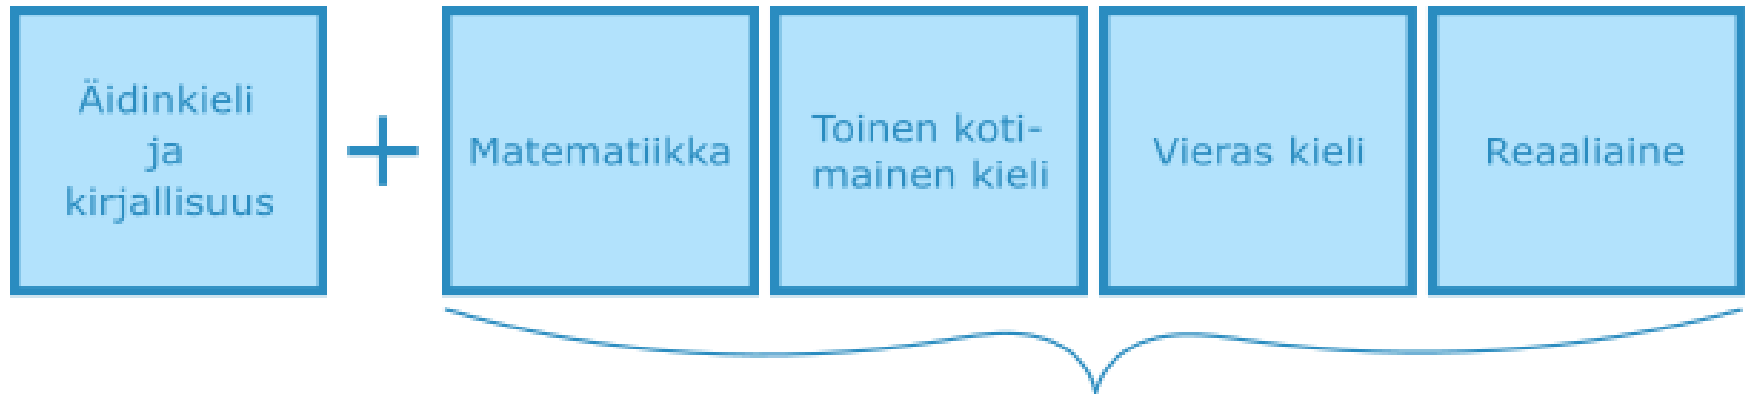 Äidinkieli
ja
kirjallisuus
+
Matematiikka
Toinen koti-
mainen kieli
Vieras kieli
Reaaliaine